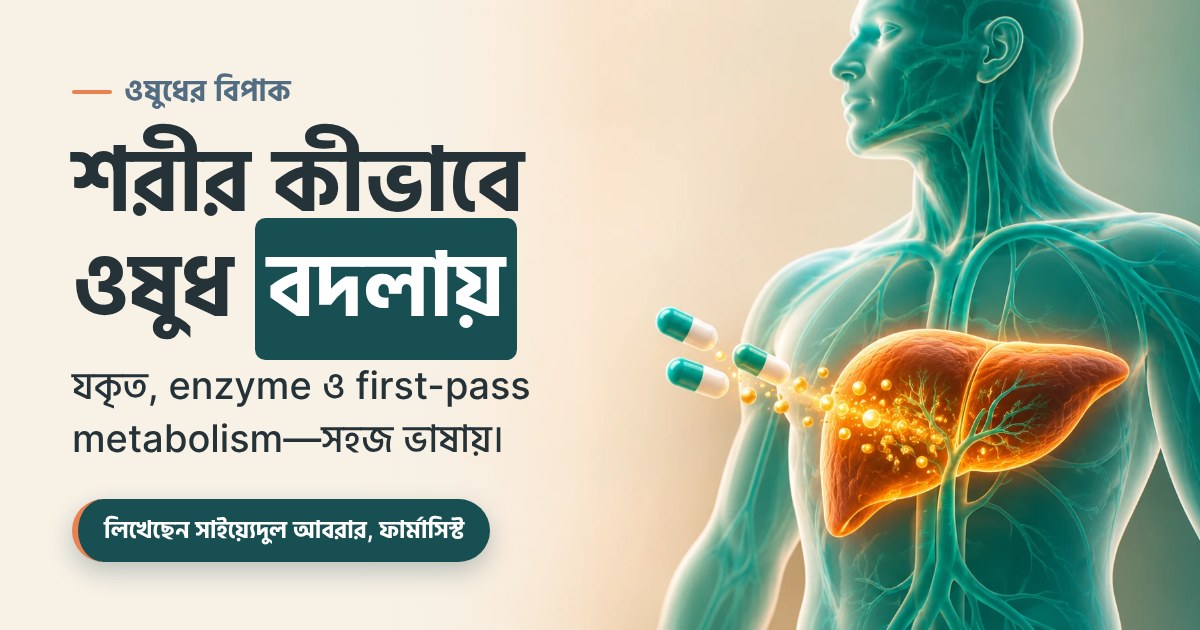 ওষুধের বিপাক
শরীর কীভাবে
ওষুধ বদলায়
যকৃত, enzyme ও first-pass
metabolism—সহজ ভাষায়।
লিখেছেন সাইয়্যেদুল আবরার, ফার্মাসিস্ট